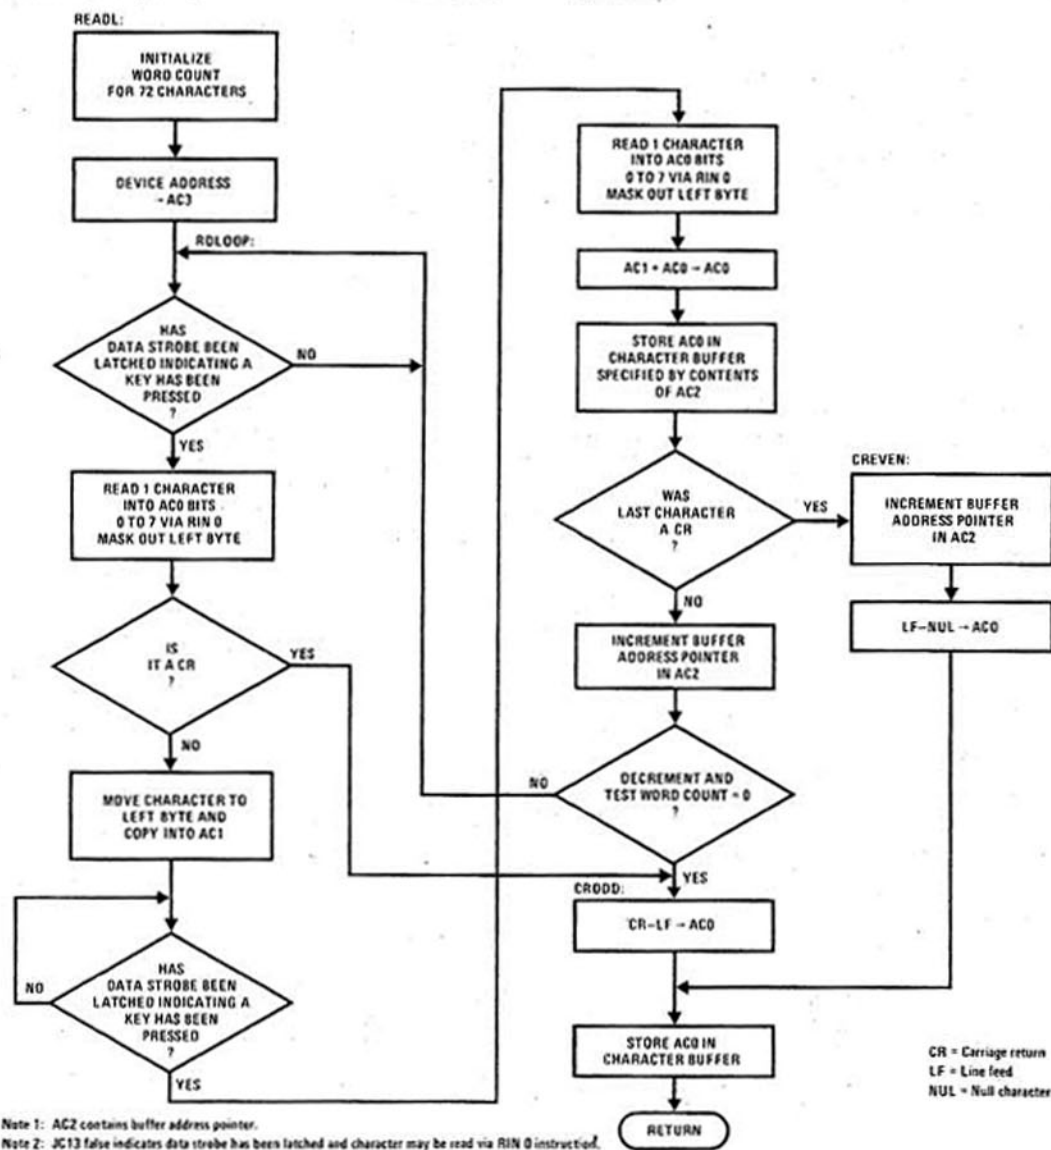 READL:
INITIALIZE
WORD COUNT
FOR 72 CHARACTERS
DEVICE ADDRESS
→ AC3
RDLOOP:
HAS
DATA STROBE BEEN
LATCHED INDICATING A
KEY HAS BEEN
PRESSED
?
NO
YES
READ 1 CHARACTER
INTO AC0 BITS
0 TO 7 VIA RIN 0
MASK OUT LEFT BYTE
IS
IT A CR
?
YES
NO
MOVE CHARACTER TO
LEFT BYTE AND
COPY INTO AC1
HAS
DATA STROBE BEEN
LATCHED INDICATING A
KEY HAS BEEN
PRESSED
?
NO
YES
READ 1 CHARACTER
INTO AC0 BITS
0 TO 7 VIA RIN 0
MASK OUT LEFT BYTE
AC1 + AC0 → AC0
STORE AC0 IN
CHARACTER BUFFER
SPECIFIED BY CONTENTS
OF AC2
WAS
LAST CHARACTER
A CR
?
YES
NO
CREVEN:
INCREMENT BUFFER
ADDRESS POINTER
IN AC2
LF-NUL → AC0
INCREMENT BUFFER
ADDRESS POINTER
IN AC2
DECREMENT AND
TEST WORD COUNT = 0
?
NO
YES
CRODD:
CR-LF → AC0
STORE AC0 IN
CHARACTER BUFFER
RETURN
CR = Carriage return
LF = Line feed
NUL = Null character
Note 1: AC2 contains buffer address pointer.
Note 2: JC13 false indicates data strobe has been latched and character may be read via RIN 0 instruction.